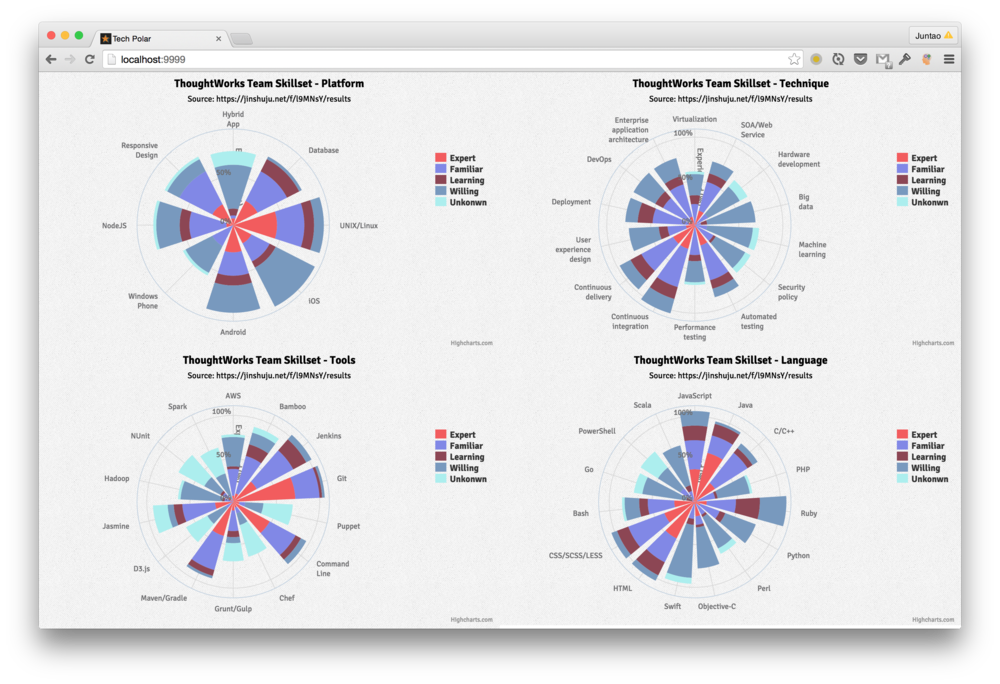 Tech Polar
Juntao
localhost:9999
ThoughtWorks Team Skillset - Platform
Source: https://jinshuju.net/f/l9MNsY/results
Hybrid
App
Database
UNIX/Linux
IOS
Android
Windows
Phone
NodeJS
Responsive
Design
50%
0%
Expert
Familiar
Learning
Willing
Unkonwn
Highcharts.com
ThoughtWorks Team Skillset - Technique
Source: https://jinshuju.net/f/l9MNsY/results
Virtualization
SOA/Web
Service
Hardware
development
Big
data
Machine
learning
Security
policy
Automated
testing
Performance
testing
Continuous
integration
Continuous
delivery
User
experience
design
Deployment
DevOps
Enterprise
application
architecture
100%
50%
0%
Expert
Familiar
Learning
Willing
Unkonwn
Highcharts.com
ThoughtWorks Team Skillset - Tools
Source: https://jinshuju.net/f/l9MNsY/results
AWS
Bamboo
Jenkins
Git
Puppet
Command
Line
Chef
Grunt/Gulp
Maven/Gradle
D3.js
Jasmine
Hadoop
NUnit
Spark
100%
50%
Expert
Familiar
Learning
Willing
Unkonwn
Highcharts.com
ThoughtWorks Team Skillset - Language
Source: https://jinshuju.net/f/l9MNsY/results
JavaScript
Java
C/C++
PHP
Ruby
Python
Perl
Objective-C
Swift
HTML
CSS/SCSS/LESS
Bash
Go
PowerShell
Scala
100%
50%
Expert
Familiar
Learning
Willing
Unkonwn
Highcharts.com